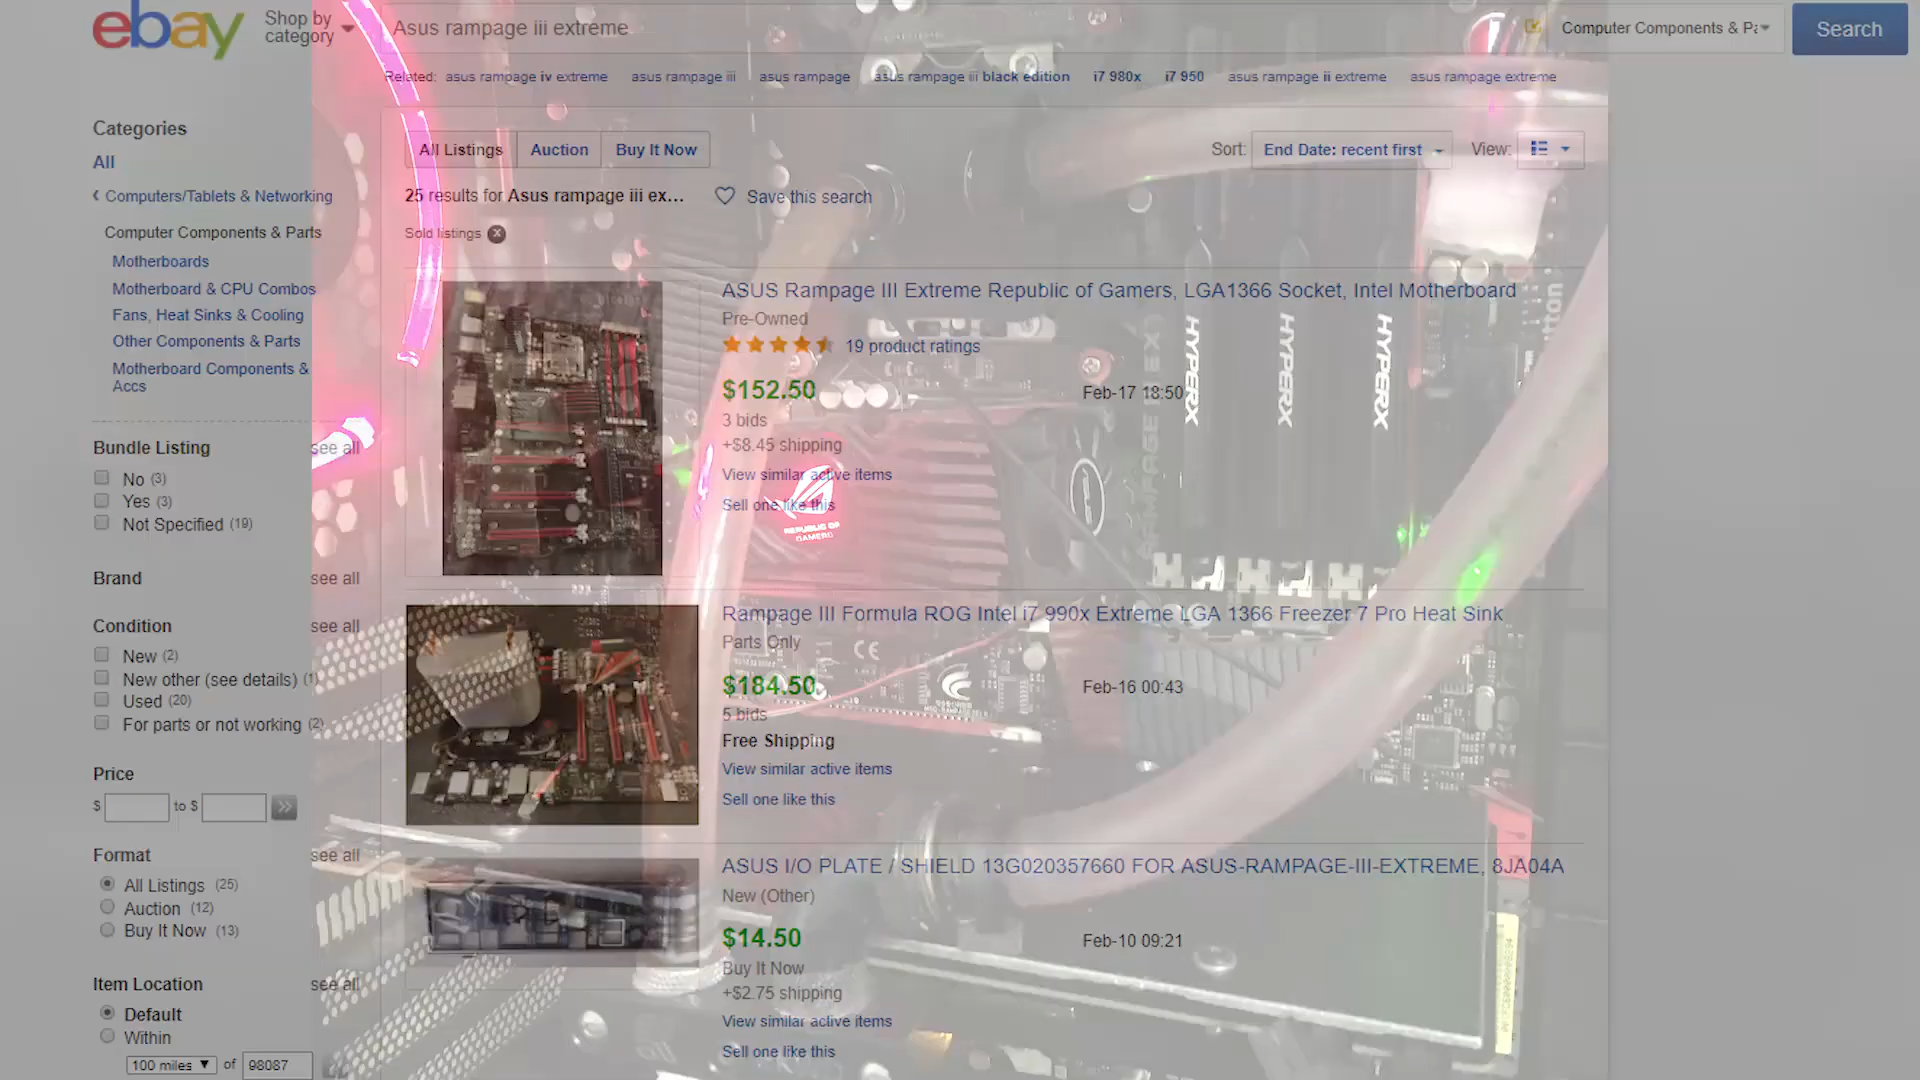 ebay
Shop by category
Asus rampage iii extreme
Computer Components & Pa
Search
Related: asus rampage iv extreme asus rampage iii asus rampage asus rampage iii black edition i7 980x i7 950 asus rampage ii extreme asus rampage extreme
Categories
All
Computers/Tablets & Networking
Computer Components & Parts
Motherboards
Motherboard & CPU Combos
Fans, Heat Sinks & Cooling
Other Components & Parts
Motherboard Components & Accs
Bundle Listing see all
No (3)
Yes (3)
Not Specified (19)
Brand see all
Condition see all
New (2)
New other (see details) (1
Used (20)
For parts or not working (2)
Price
$ to $
Format see all
All Listings (25)
Auction (12)
Buy It Now (13)
Item Location see all
Default
Within
100 miles of 98087
All Listings Auction Buy It Now
Sort: End Date: recent first View:
25 results for Asus rampage iii ex... Save this search
Sold listings
ASUS Rampage III Extreme Republic of Gamers, LGA1366 Socket, Intel Motherboard
Pre-Owned
19 product ratings
$152.50 Feb-17 18:50
3 bids
+$8.45 shipping
View similar active items
Sell one like this
Rampage III Formula ROG Intel i7 990x Extreme LGA 1366 Freezer 7 Pro Heat Sink
Parts Only
$184.50 Feb-16 00:43
5 bids
Free Shipping
View similar active items
Sell one like this
ASUS I/O PLATE / SHIELD 13G020357660 FOR ASUS-RAMPAGE-III-EXTREME, 8JA04A
New (Other)
$14.50 Feb-10 09:21
Buy It Now
+$2.75 shipping
View similar active items
Sell one like this
HYPERX
HYPERX
HYPERX
REPUBLIC OF
GAMERS
ASUS
RAMPAGE III EX
CE